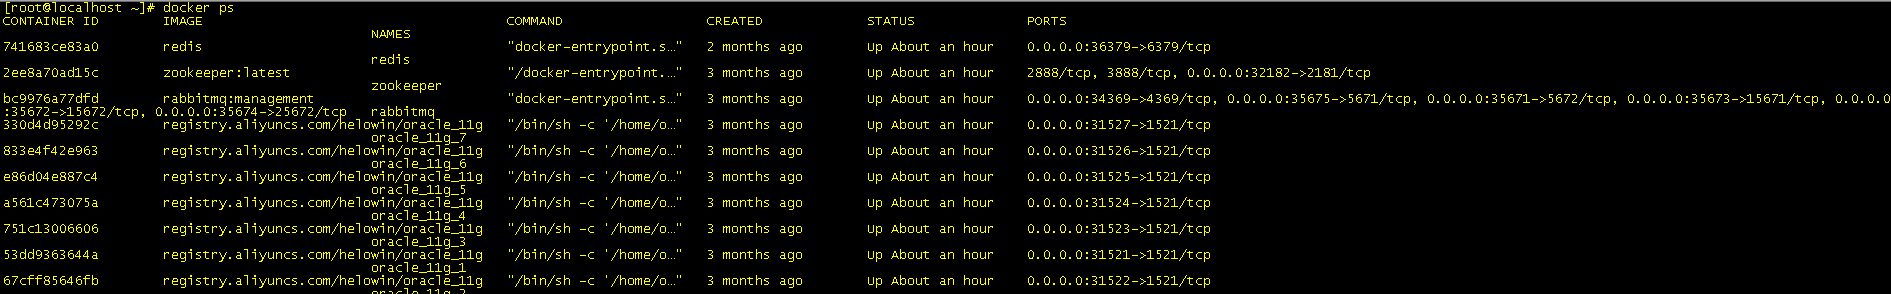 [root@localhost ~]# docker ps
CONTAINER ID        IMAGE                                         COMMAND                  CREATED             STATUS              PORTS
                                              NAMES
741683ce83a0        redis                                         "docker-entrypoint.s…"   2 months ago        Up About an hour    0.0.0.0:36379->6379/tcp
                                              redis
2ee8a70ad15c        zookeeper:latest                              "/docker-entrypoint.…"   3 months ago        Up About an hour    2888/tcp, 3888/tcp, 0.0.0.0:32182->2181/tcp
                                              zookeeper
bc9976a77dfd        rabbitmq:management                           "docker-entrypoint.s…"   3 months ago        Up About an hour    0.0.0.0:34369->4369/tcp, 0.0.0.0:35675->5671/tcp, 0.0.0.0:35671->5672/tcp, 0.0.0.0:35673->15671/tcp, 0.0.0.0
:35672->15672/tcp, 0.0.0.0:35674->25672/tcp   rabbitmq
330d4d95292c        registry.aliyuncs.com/helowin/oracle_11g      "/bin/sh -c '/home/o…"   3 months ago        Up About an hour    0.0.0.0:31527->1521/tcp
                                              oracle_11g_7
833e4f42e963        registry.aliyuncs.com/helowin/oracle_11g      "/bin/sh -c '/home/o…"   3 months ago        Up About an hour    0.0.0.0:31526->1521/tcp
                                              oracle_11g_6
e86d04e887c4        registry.aliyuncs.com/helowin/oracle_11g      "/bin/sh -c '/home/o…"   3 months ago        Up About an hour    0.0.0.0:31525->1521/tcp
                                              oracle_11g_5
a561c473075a        registry.aliyuncs.com/helowin/oracle_11g      "/bin/sh -c '/home/o…"   3 months ago        Up About an hour    0.0.0.0:31524->1521/tcp
                                              oracle_11g_4
751c13006606        registry.aliyuncs.com/helowin/oracle_11g      "/bin/sh -c '/home/o…"   3 months ago        Up About an hour    0.0.0.0:31523->1521/tcp
                                              oracle_11g_3
53dd9363644a        registry.aliyuncs.com/helowin/oracle_11g      "/bin/sh -c '/home/o…"   3 months ago        Up About an hour    0.0.0.0:31521->1521/tcp
                                              oracle_11g_1
67cff85646fb        registry.aliyuncs.com/helowin/oracle_11g      "/bin/sh -c '/home/o…"   3 months ago        Up About an hour    0.0.0.0:31522->1521/tcp